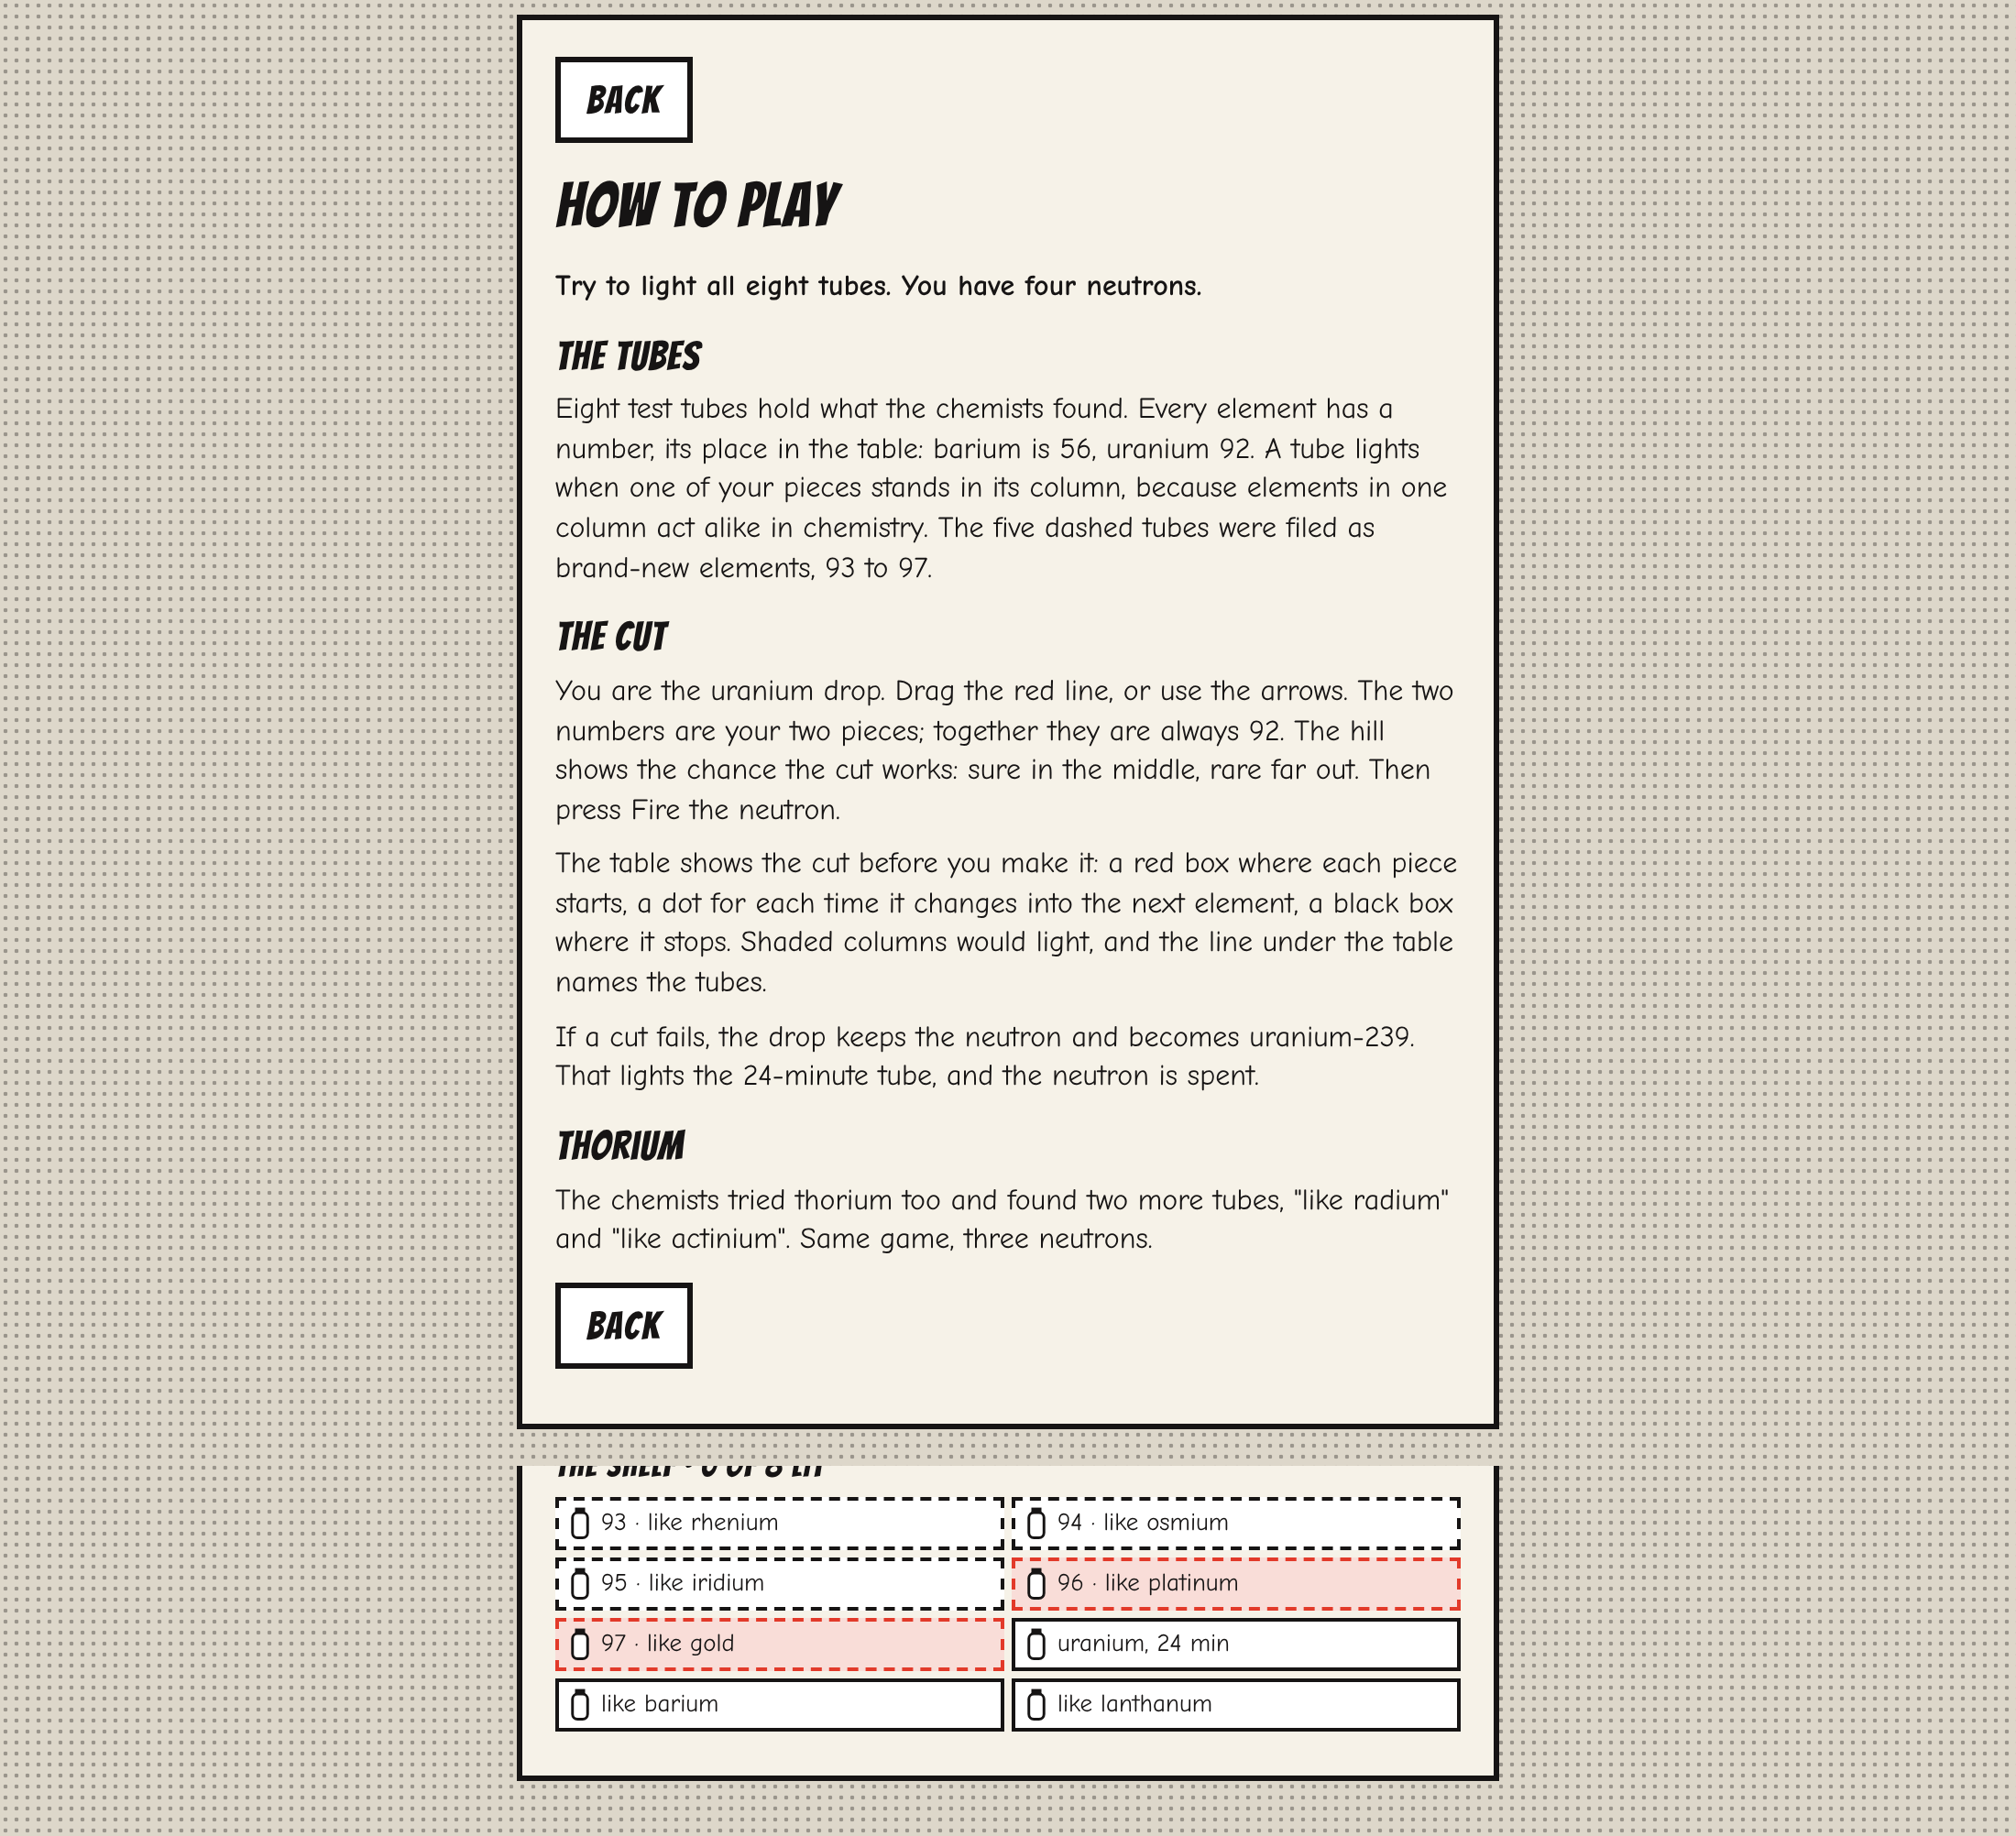 BACK
HOW TO PLAY
Try to light all eight tubes. You have four neutrons.
THE TUBES
Eight test tubes hold what the chemists found. Every element has a
number, its place in the table: barium is 56, uranium 92. A tube lights
when one of your pieces stands in its column, because elements in one
column act alike in chemistry. The five dashed tubes were filed as
brand-new elements, 93 to 97.
THE CUT
You are the uranium drop. Drag the red line, or use the arrows. The two
numbers are your two pieces; together they are always 92. The hill
shows the chance the cut works: sure in the middle, rare far out. Then
press Fire the neutron.
The table shows the cut before you make it: a red box where each piece
starts, a dot for each time it changes into the next element, a black box
where it stops. Shaded columns would light, and the line under the table
names the tubes.
If a cut fails, the drop keeps the neutron and becomes uranium-239.
That lights the 24-minute tube, and the neutron is spent.
THORIUM
The chemists tried thorium too and found two more tubes, "like radium"
and "like actinium". Same game, three neutrons.
BACK
THE SHELF · 0 OF 8 LIT
93 · like rhenium
94 · like osmium
95 · like iridium
96 · like platinum
97 · like gold
uranium, 24 min
like barium
like lanthanum